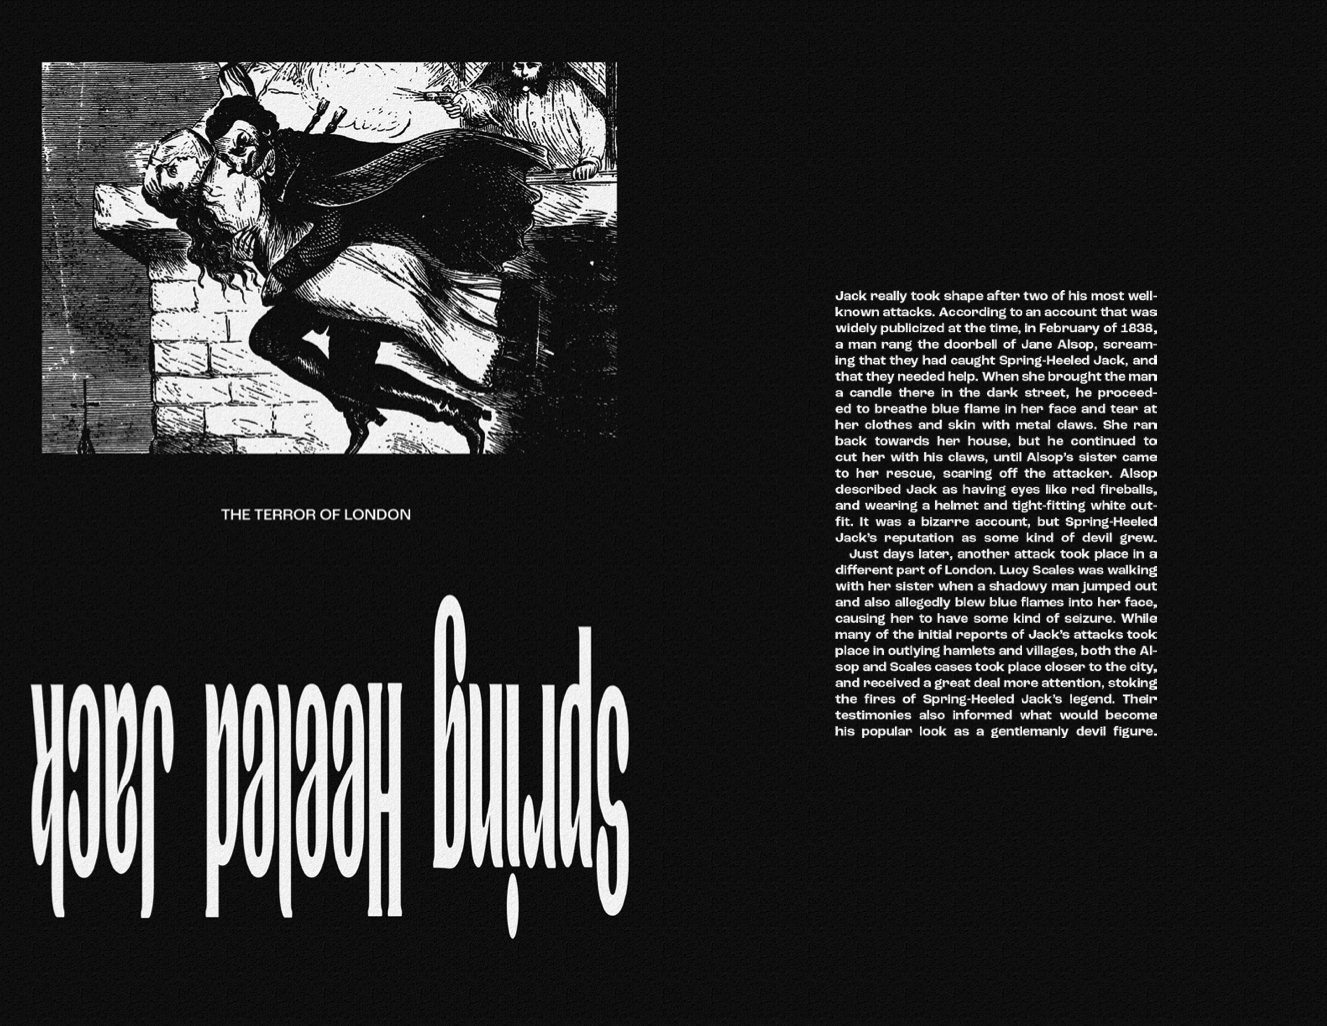 THE TERROR OF LONDON
Spring Heeled Jack
Jack really took shape after two of his most well-
known attacks. According to an account that was
widely publicized at the time, in February of 1838,
a man rang the doorbell of Jane Alsop, scream-
ing that they had caught Spring-Heeled Jack, and
that they needed help. When she brought the man
a candle there in the dark street, he proceed-
ed to breathe blue flame in her face and tear at
her clothes and skin with metal claws. She ran
back towards her house, but he continued to
cut her with his claws, until Alsop's sister came
to her rescue, scaring off the attacker. Alsop
described Jack as having eyes like red fireballs,
and wearing a helmet and tight-fitting white out-
fit. It was a bizarre account, but Spring-Heeled
Jack's reputation as some kind of devil grew.
Just days later, another attack took place in a
different part of London. Lucy Scales was walking
with her sister when a shadowy man jumped out
and also allegedly blew blue flames into her face,
causing her to have some kind of seizure. While
many of the initial reports of Jack's attacks took
place in outlying hamlets and villages, both the Al-
sop and Scales cases took place closer to the city,
and received a great deal more attention, stoking
the fires of Spring-Heeled Jack's legend. Their
testimonies also informed what would become
his popular look as a gentlemanly devil figure.